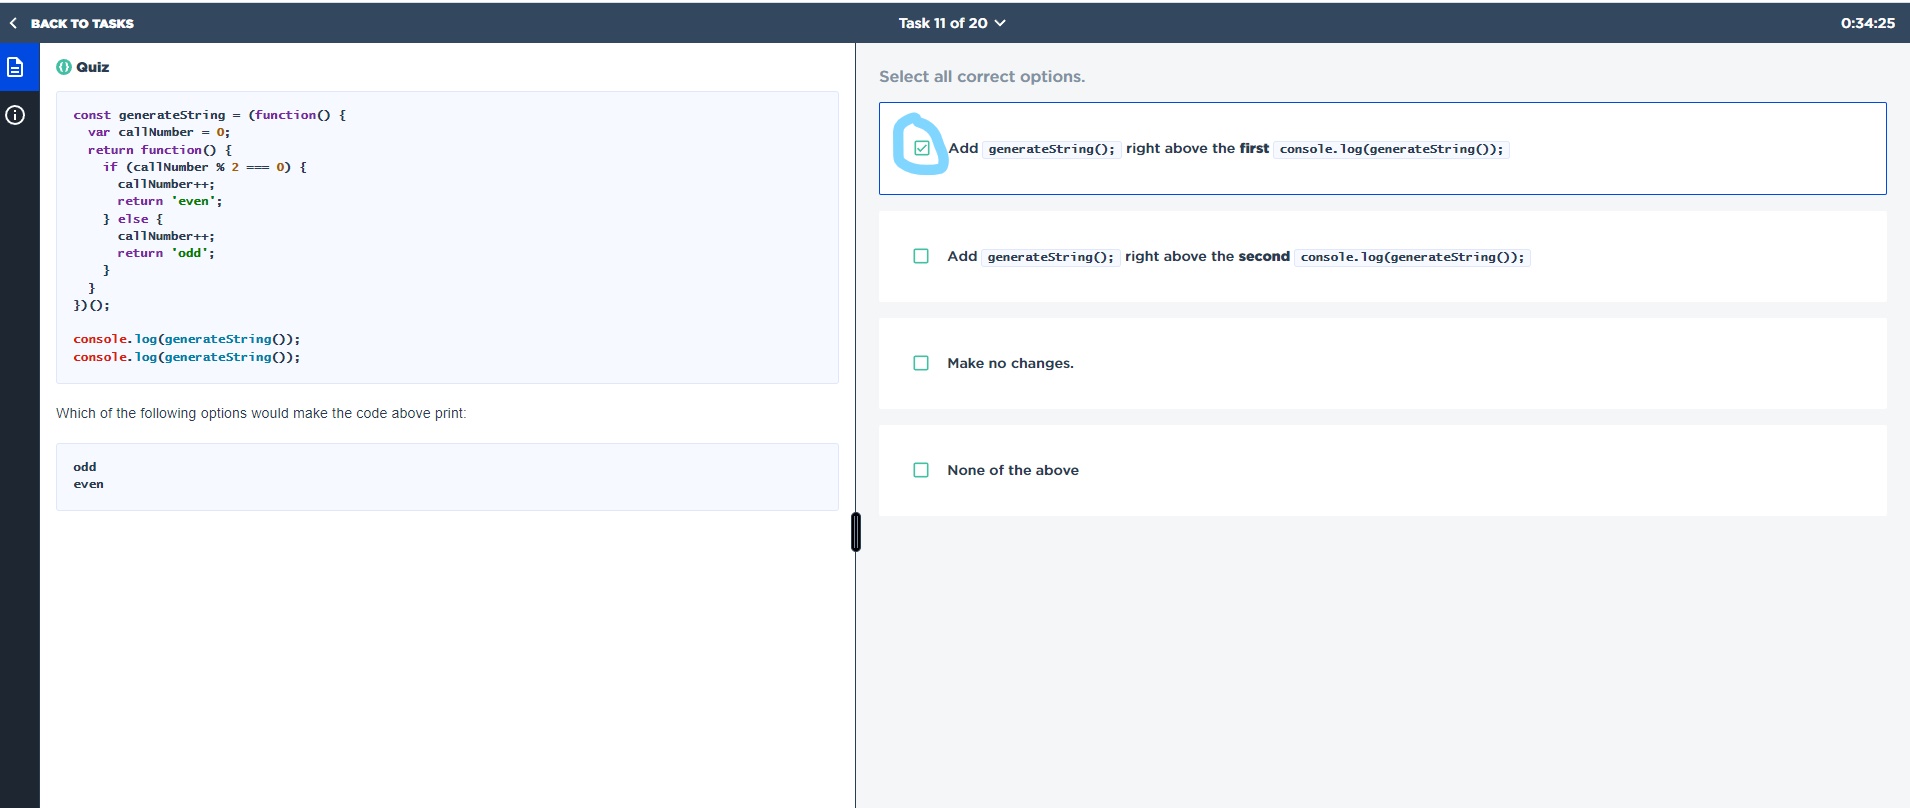 BACK TO TASKS
Task 11 of 20
0:34:25
Quiz
const generateString = (function() {
  var callNumber = 0;
  return function() {
    if (callNumber % 2 === 0) {
      callNumber++;
      return 'even';
    } else {
      callNumber++;
      return 'odd';
    }
  }
})();
console.log(generateString());
console.log(generateString());
Which of the following options would make the code above print:
odd
even
Select all correct options.
Add generateString(); right above the first console.log(generateString());
Add generateString(); right above the second console.log(generateString());
Make no changes.
None of the above